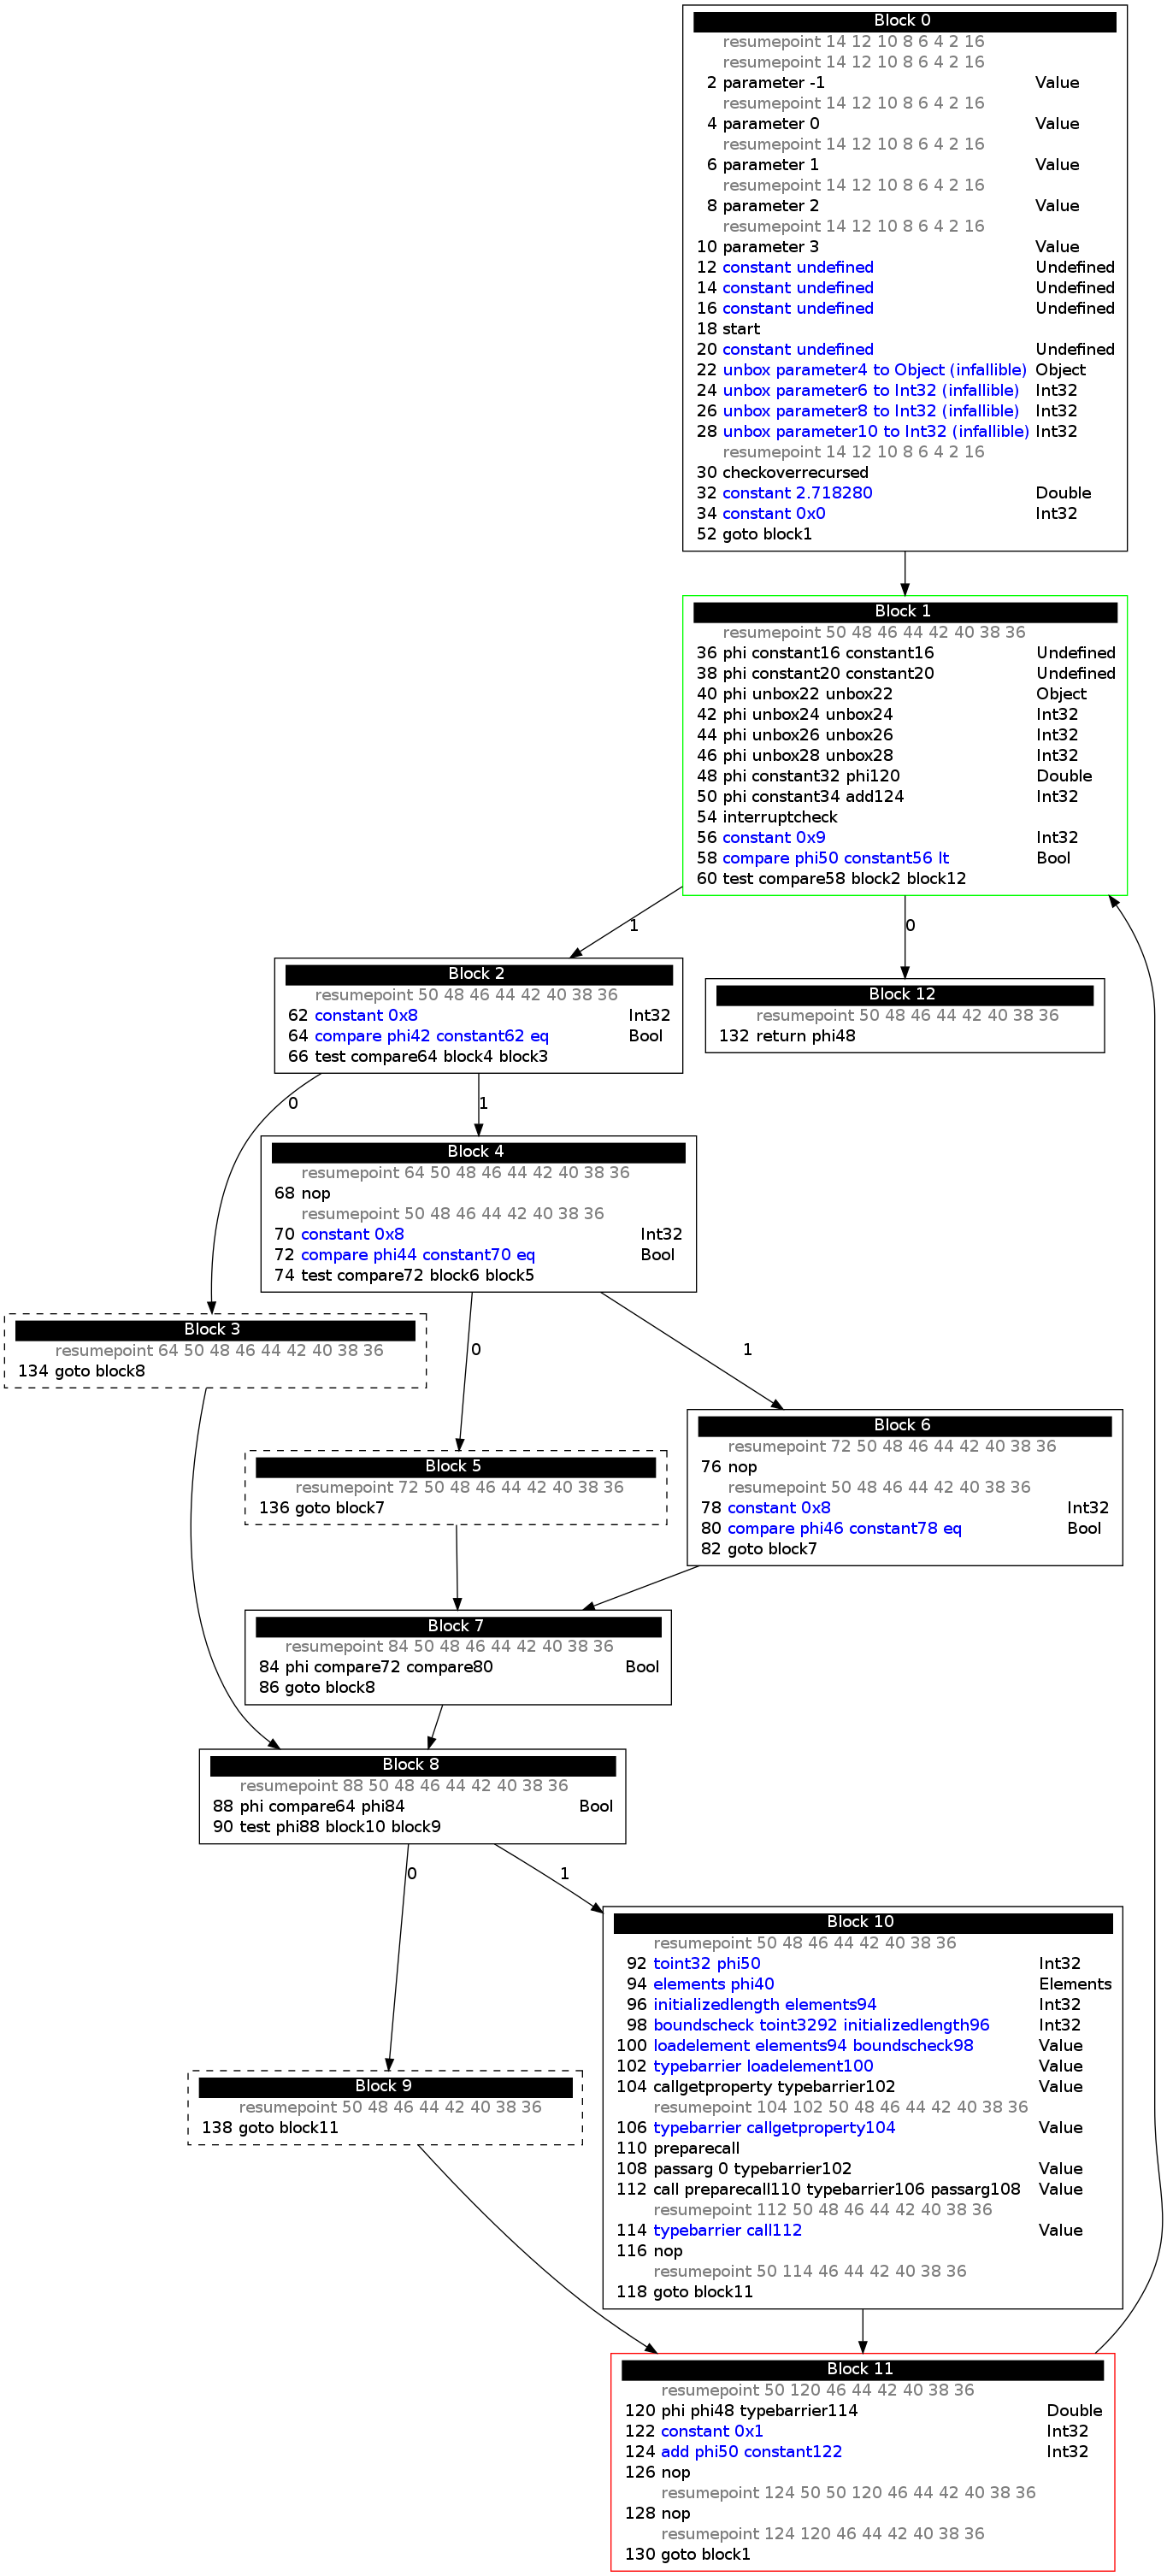 Block 0
resumepoint 14 12 10 8 6 4 2 16
resumepoint 14 12 10 8 6 4 2 16
2 parameter -1 Value
resumepoint 14 12 10 8 6 4 2 16
4 parameter 0 Value
resumepoint 14 12 10 8 6 4 2 16
6 parameter 1 Value
resumepoint 14 12 10 8 6 4 2 16
8 parameter 2 Value
resumepoint 14 12 10 8 6 4 2 16
10 parameter 3 Value
12 constant undefined Undefined
14 constant undefined Undefined
16 constant undefined Undefined
18 start
20 constant undefined Undefined
22 unbox parameter4 to Object (infallible) Object
24 unbox parameter6 to Int32 (infallible) Int32
26 unbox parameter8 to Int32 (infallible) Int32
28 unbox parameter10 to Int32 (infallible) Int32
resumepoint 14 12 10 8 6 4 2 16
30 checkoverrecursed
32 constant 2.718280 Double
34 constant 0x0 Int32
52 goto block1
Block 1
resumepoint 50 48 46 44 42 40 38 36
36 phi constant16 constant16 Undefined
38 phi constant20 constant20 Undefined
40 phi unbox22 unbox22 Object
42 phi unbox24 unbox24 Int32
44 phi unbox26 unbox26 Int32
46 phi unbox28 unbox28 Int32
48 phi constant32 phi120 Double
50 phi constant34 add124 Int32
54 interruptcheck
56 constant 0x9 Int32
58 compare phi50 constant56 lt Bool
60 test compare58 block2 block12
1
0
Block 2
resumepoint 50 48 46 44 42 40 38 36
62 constant 0x8 Int32
64 compare phi42 constant62 eq Bool
66 test compare64 block4 block3
Block 12
resumepoint 50 48 46 44 42 40 38 36
132 return phi48
0
1
Block 4
resumepoint 64 50 48 46 44 42 40 38 36
68 nop
resumepoint 50 48 46 44 42 40 38 36
70 constant 0x8 Int32
72 compare phi44 constant70 eq Bool
74 test compare72 block6 block5
Block 3
resumepoint 64 50 48 46 44 42 40 38 36
134 goto block8
0
1
Block 6
resumepoint 72 50 48 46 44 42 40 38 36
76 nop
resumepoint 50 48 46 44 42 40 38 36
78 constant 0x8 Int32
80 compare phi46 constant78 eq Bool
82 goto block7
Block 5
resumepoint 72 50 48 46 44 42 40 38 36
136 goto block7
Block 7
resumepoint 84 50 48 46 44 42 40 38 36
84 phi compare72 compare80 Bool
86 goto block8
Block 8
resumepoint 88 50 48 46 44 42 40 38 36
88 phi compare64 phi84 Bool
90 test phi88 block10 block9
0
1
Block 10
resumepoint 50 48 46 44 42 40 38 36
92 toint32 phi50 Int32
94 elements phi40 Elements
96 initializedlength elements94 Int32
98 boundscheck toint3292 initializedlength96 Int32
100 loadelement elements94 boundscheck98 Value
102 typebarrier loadelement100 Value
104 callgetproperty typebarrier102 Value
resumepoint 104 102 50 48 46 44 42 40 38 36
106 typebarrier callgetproperty104 Value
110 preparecall
108 passarg 0 typebarrier102 Value
112 call preparecall110 typebarrier106 passarg108 Value
resumepoint 112 50 48 46 44 42 40 38 36
114 typebarrier call112 Value
116 nop
resumepoint 50 114 46 44 42 40 38 36
118 goto block11
Block 9
resumepoint 50 48 46 44 42 40 38 36
138 goto block11
Block 11
resumepoint 50 120 46 44 42 40 38 36
120 phi phi48 typebarrier114 Double
122 constant 0x1 Int32
124 add phi50 constant122 Int32
126 nop
resumepoint 124 50 50 120 46 44 42 40 38 36
128 nop
resumepoint 124 120 46 44 42 40 38 36
130 goto block1